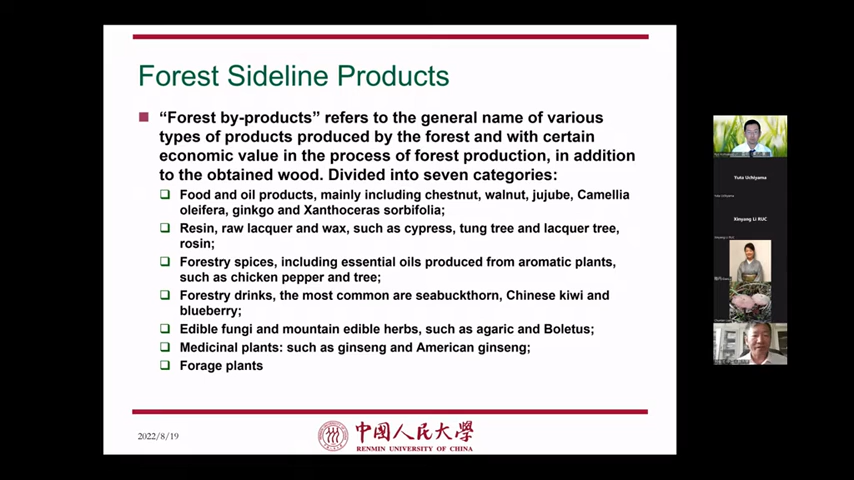 Forest Sideline Products
“Forest by-products” refers to the general name of various
types of products produced by the forest and with certain
economic value in the process of forest production, in addition
to the obtained wood. Divided into seven categories:
Food and oil products, mainly including chestnut, walnut, jujube, Camellia
oleifera, ginkgo and Xanthoceras sorbifolia;
Resin, raw lacquer and wax, such as cypress, tung tree and lacquer tree,
rosin;
Forestry spices, including essential oils produced from aromatic plants,
such as chicken pepper and tree;
Forestry drinks, the most common are seabuckthorn, Chinese kiwi and
blueberry;
Edible fungi and mountain edible herbs, such as agaric and Boletus;
Medicinal plants: such as ginseng and American ginseng;
Forage plants
2022/8/19
中国人民大学
RENMIN UNIVERSITY OF CHINA
Yuta Uchiyama
Yuta Uchiyama
Xinyang Li RUC
Xinyang Li RUC